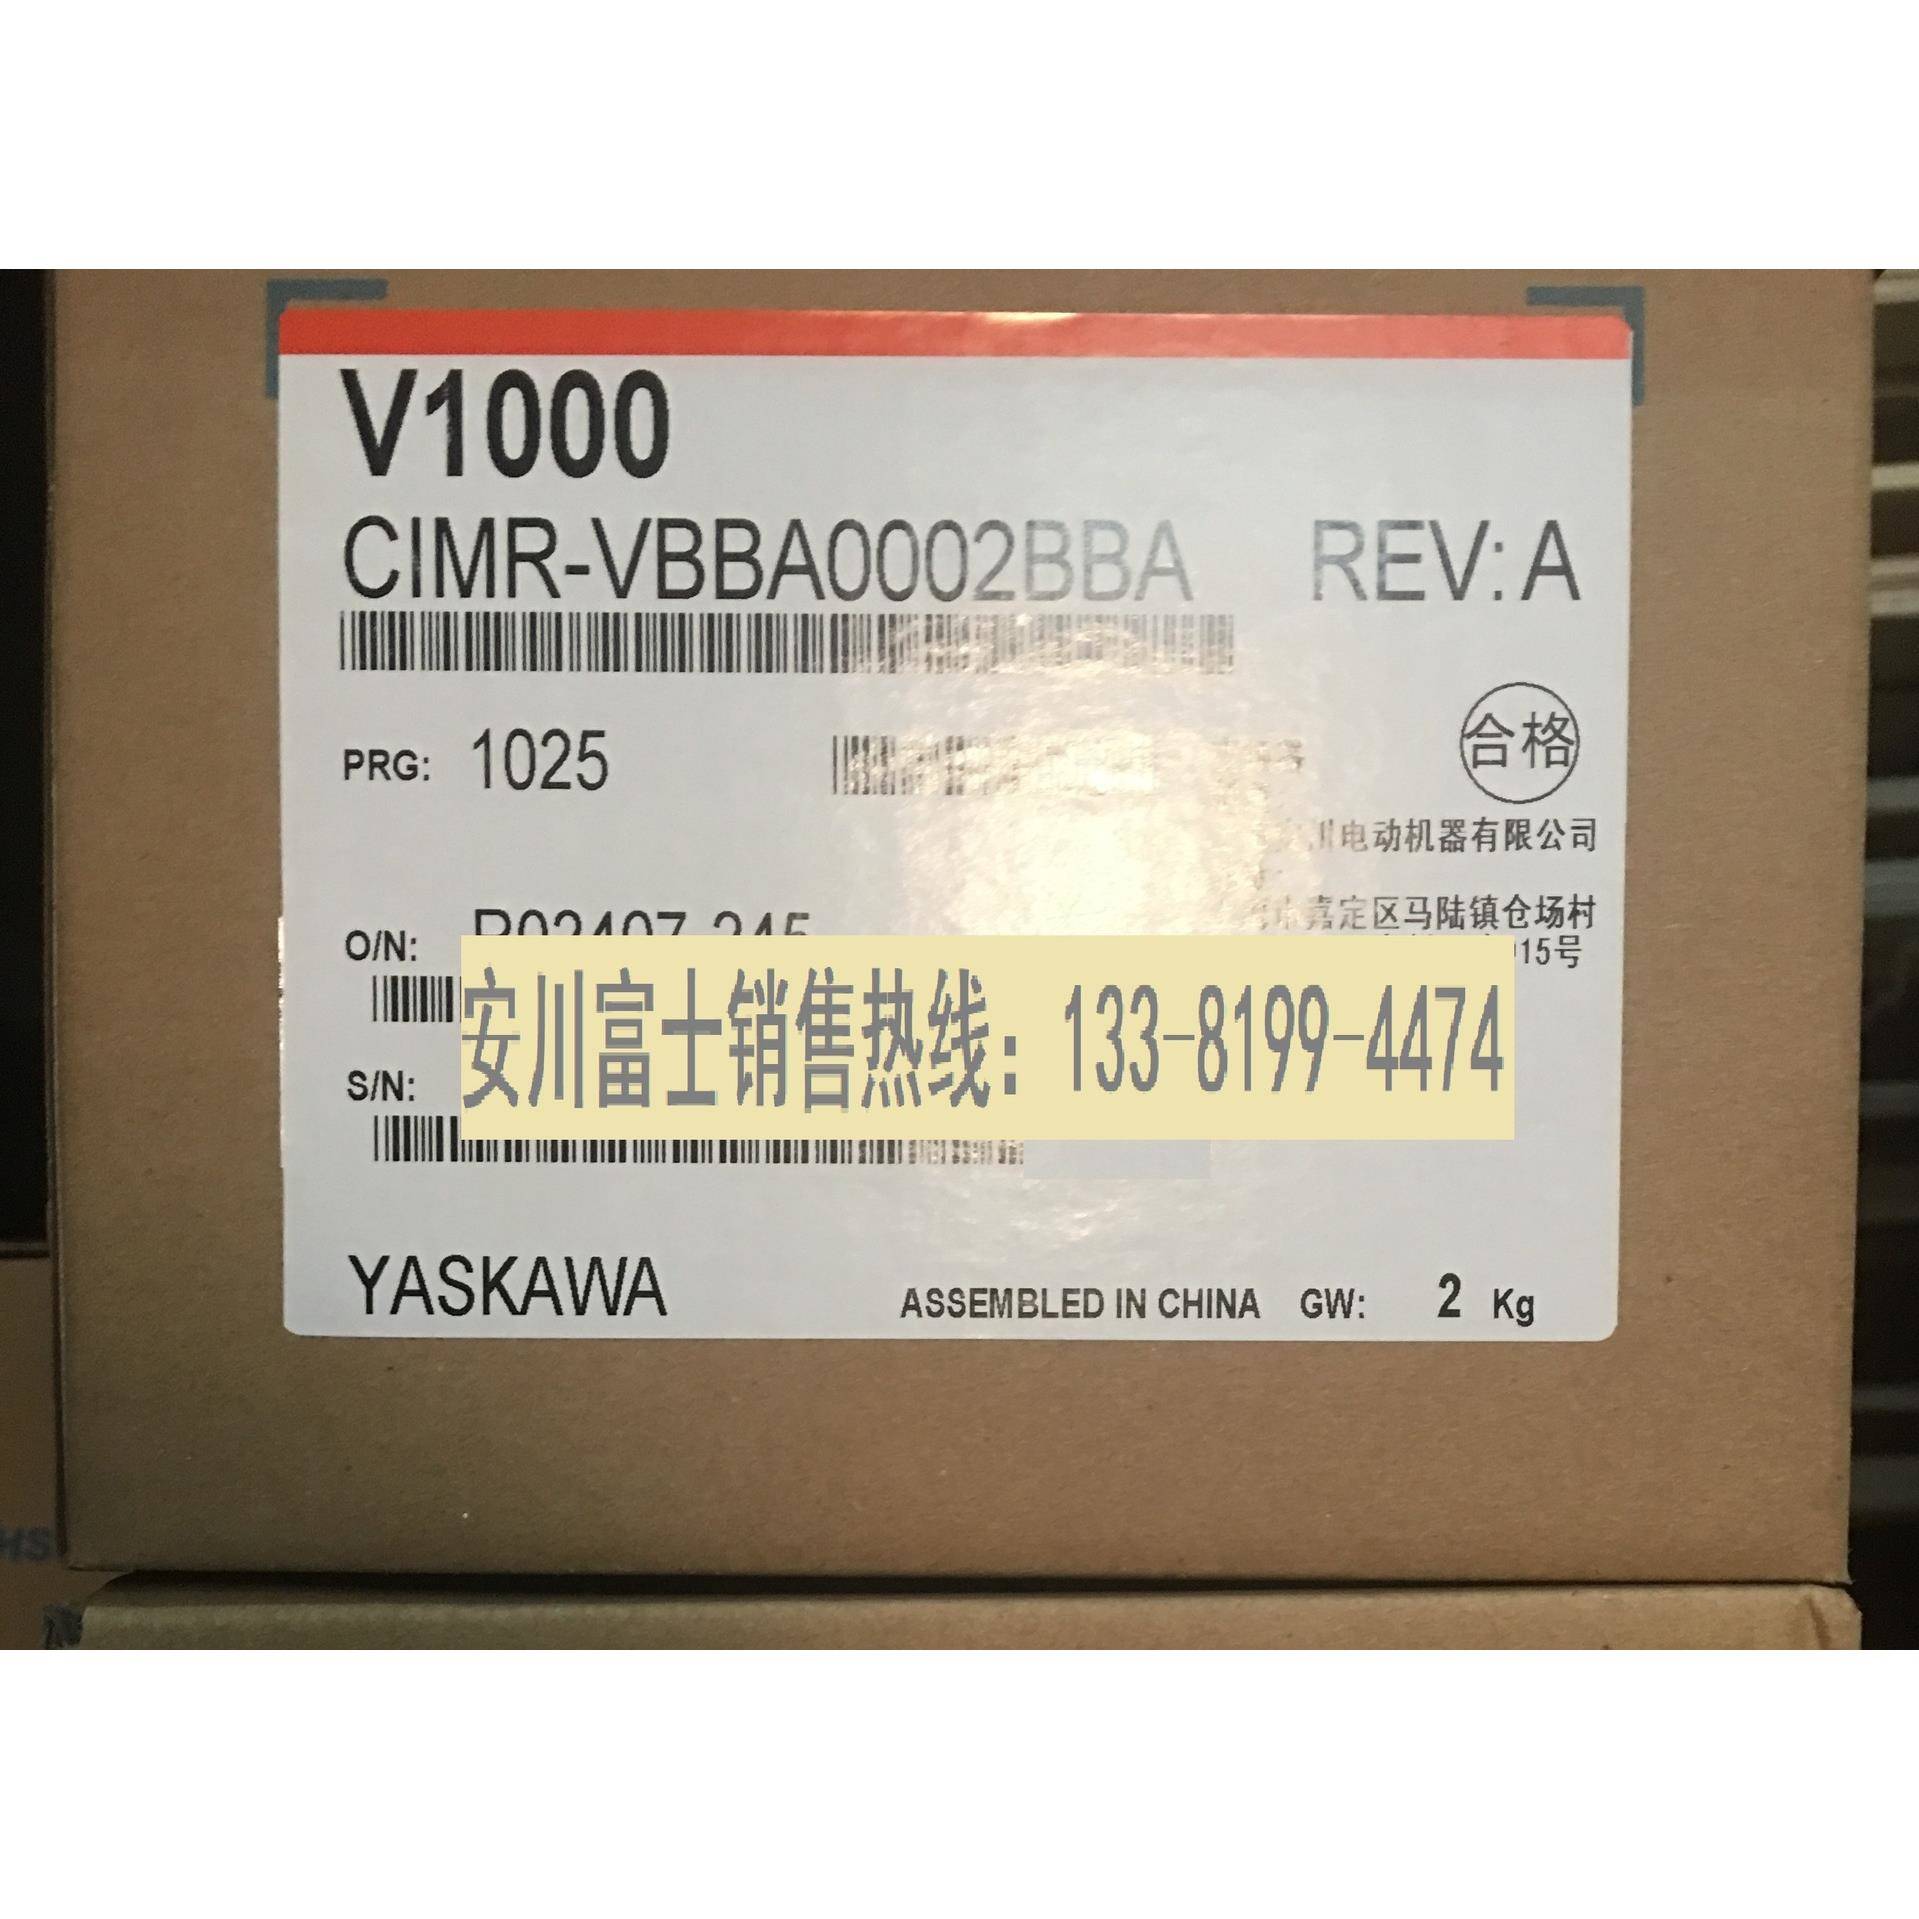 V1000
CIMR-VBBA0002BBA REV: A
PRG: 1025
合格
川电动机器有限公司
嘉定区马陆镇仓场村
15号
O/N:
安川富士销售热线：133-8199-4474
S/N:
YASKAWA ASSEMBLED IN CHINA GW: 2 Kg